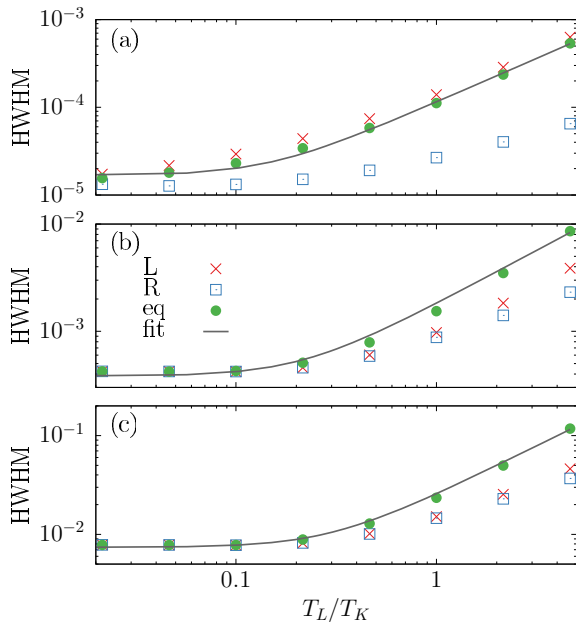 (a)
HWHM
10⁻³
10⁻⁴
10⁻⁵
(b)
HWHM
10⁻²
10⁻³
L
R
eq
fit
(c)
HWHM
10⁻¹
10⁻²
0.1 1
T_L/T_K